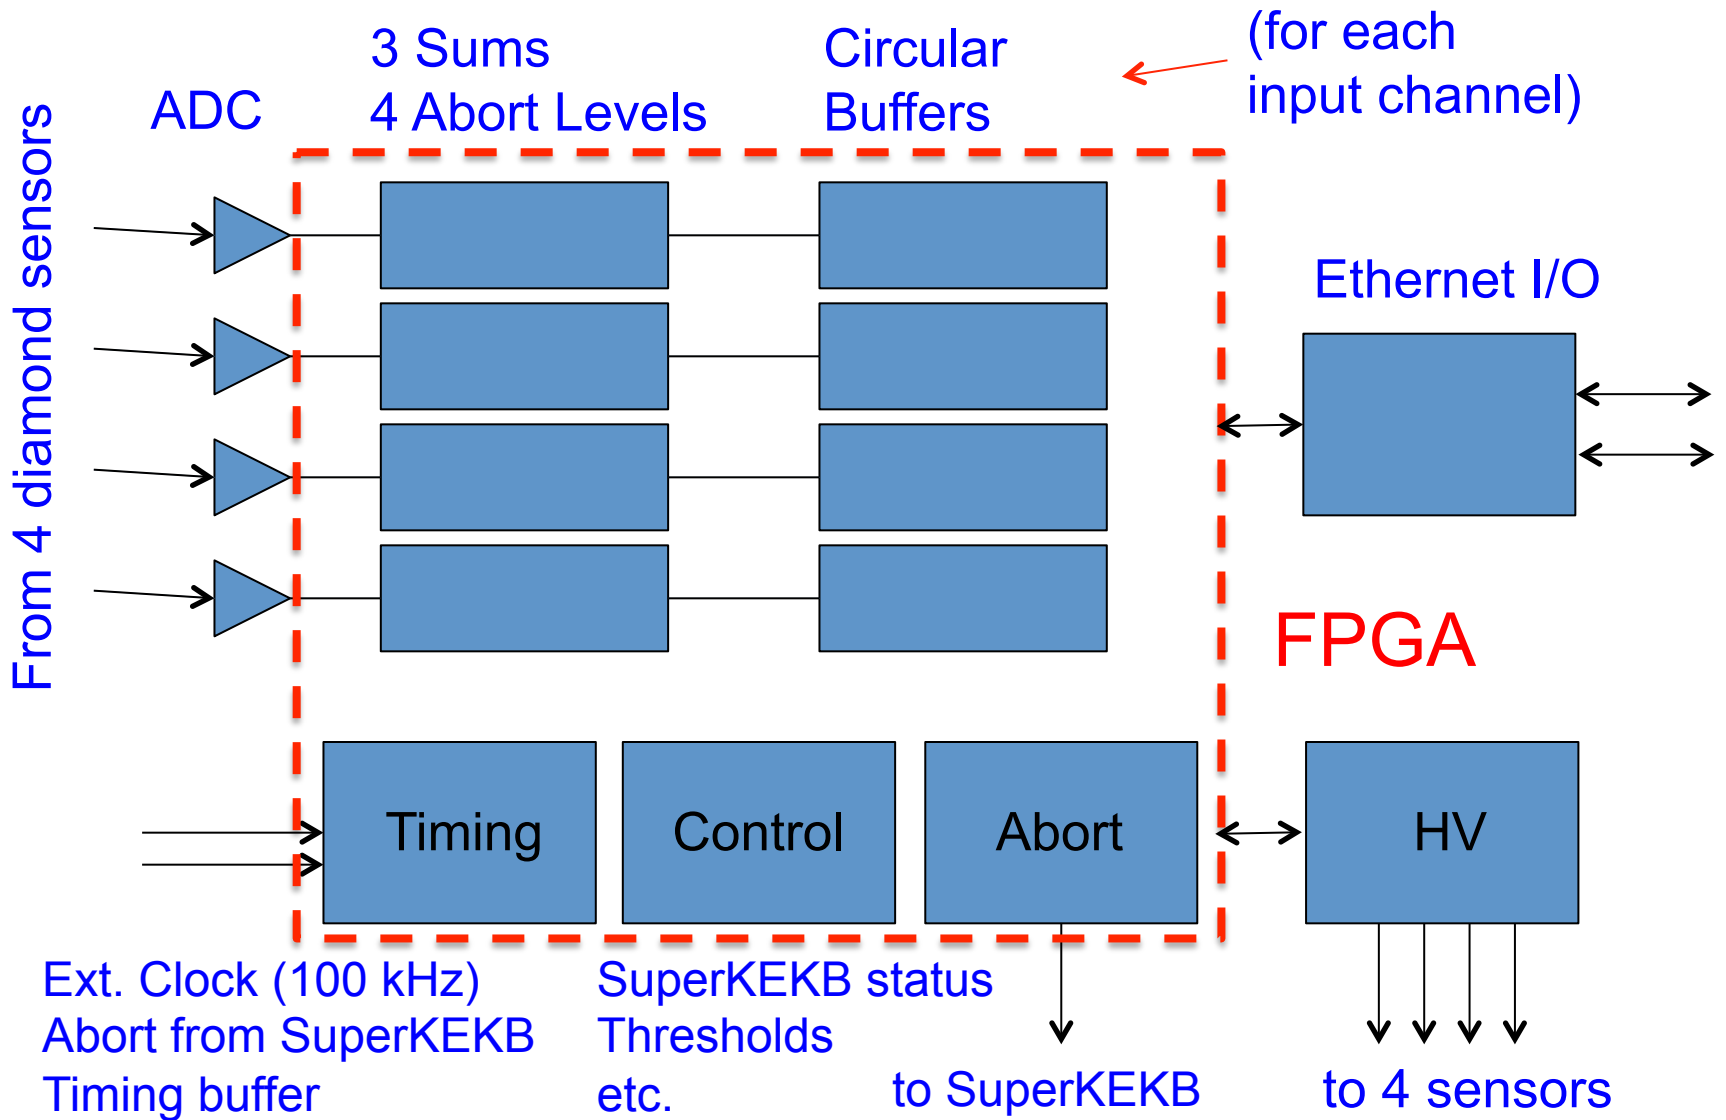 From 4 diamond sensors
ADC
3 Sums
4 Abort Levels
Circular
Buffers
(for each
input channel)
Ethernet I/O
FPGA
Timing
Control
Abort
HV
Ext. Clock (100 kHz)
Abort from SuperKEKB
Timing buffer
SuperKEKB status
Thresholds
etc.
to SuperKEKB
to 4 sensors